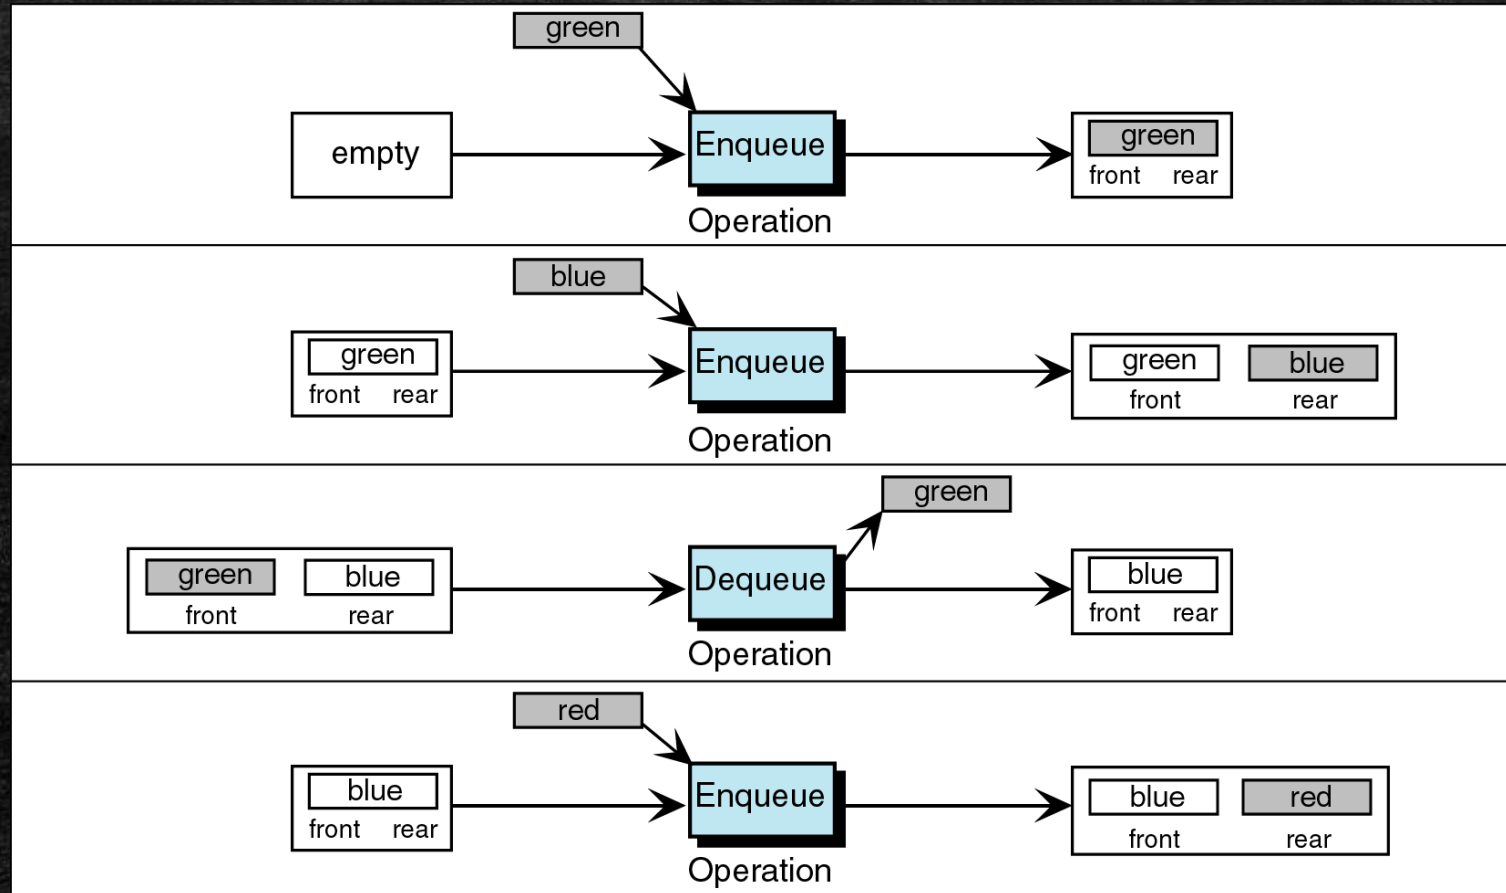 green
empty
Enqueue
green
front rear
Operation
blue
green
front rear
Enqueue
green blue
front rear
Operation
green
green blue
front rear
Dequeue
blue
front rear
Operation
red
blue
front rear
Enqueue
blue red
front rear
Operation